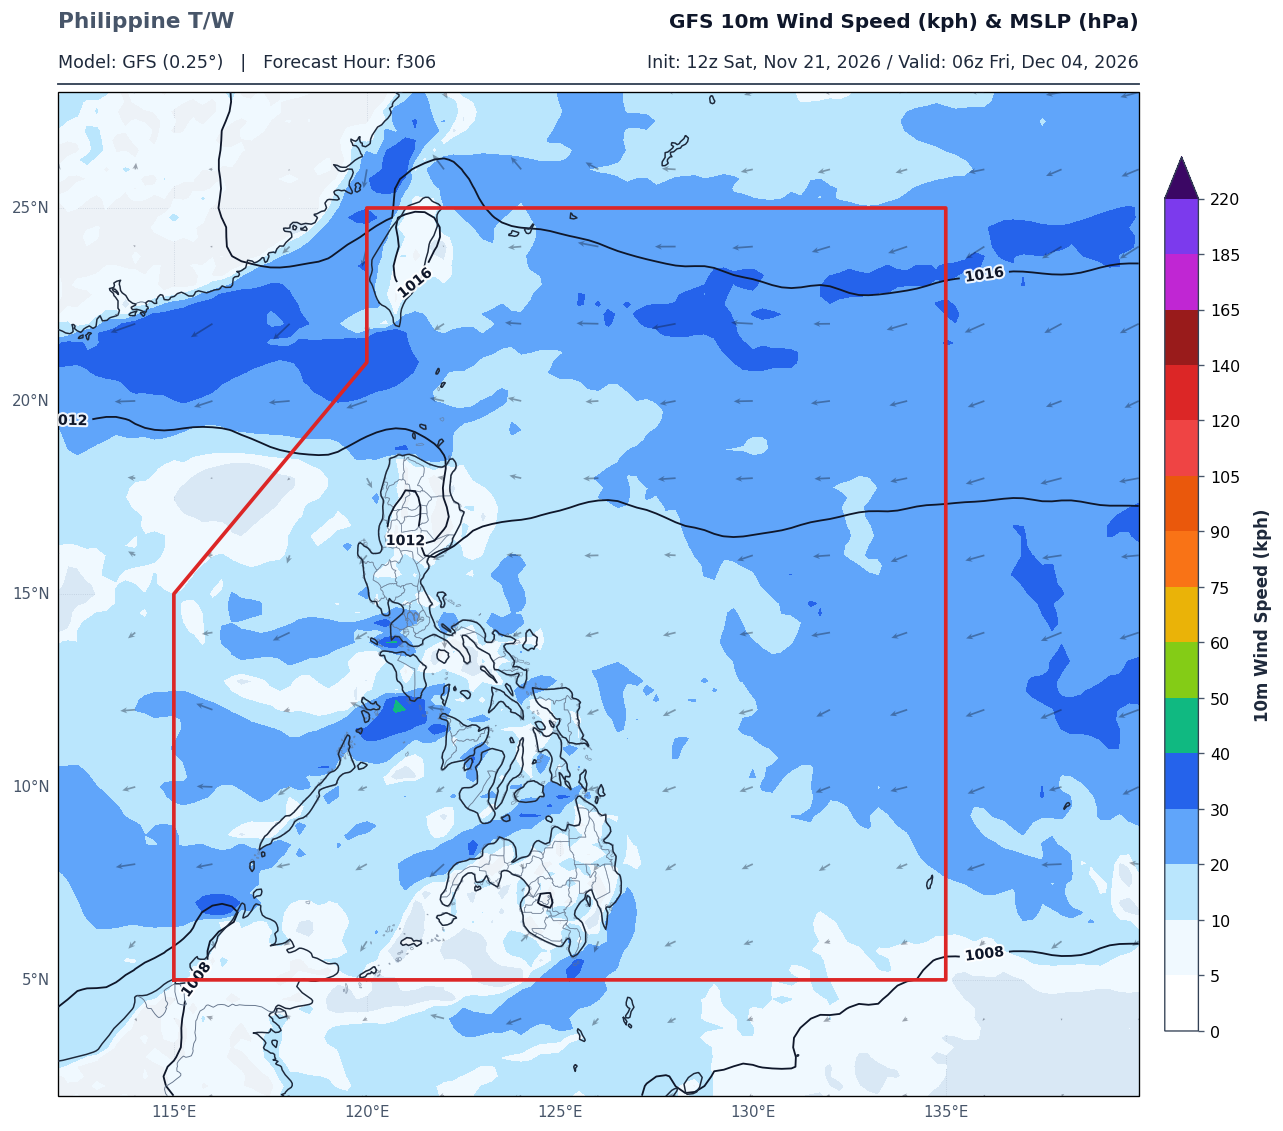 Philippine T/W
GFS 10m Wind Speed (kph) & MSLP (hPa)
Model: GFS (0.25°) | Forecast Hour: f306
Init: 12z Sat, Nov 21, 2026 / Valid: 06z Fri, Dec 04, 2026
25°N
20°N
15°N
10°N
5°N
115°E
120°E
125°E
130°E
135°E
1016
1016
012
1012
1008
1008
220
185
165
140
120
105
90
75
60
50
40
30
20
10
5
0
10m Wind Speed (kph)